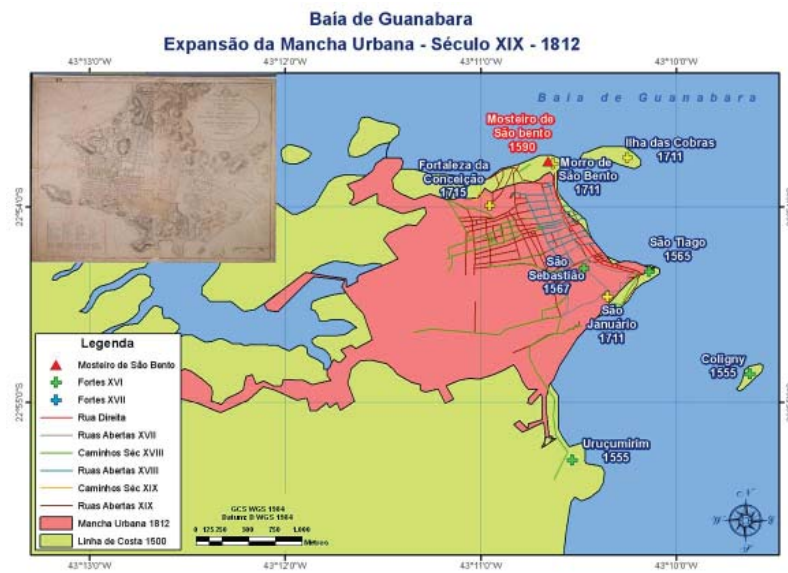 Baía de Guanabara
Expansão da Mancha Urbana - Século XIX - 1812
43°13'0"W
43°12'0"W
43°11'0"W
43°10'0"W
Baía de Guanabara
Mosteiro de
São bento
1590
Ilha das Cobras
1711
Fortaleza da
Conceição
1715
Morro de
São Bento
1711
22°54'0"S
São Tiago
1565
São
Sebastião
1567
São
Januário
1711
Coligny
1555
22°55'0"S
Uruçumirim
1555
Legenda
Mosteiro de São Bento
Fortes XVI
Fortes XVII
Rua Direita
Ruas Abertas XVII
Caminhos Séc XVIII
Ruas Abertas XVIII
Caminhos Séc XIX
Ruas Abertas XIX
Mancha Urbana 1812
Linha de Costa 1500
GCS WGS 1984
Datum: D WGS 1984
0 125 250 500 750 1,000
Metros
N
W
E
S
43°13'0"W
43°12'0"W
43°11'0"W
43°10'0"W